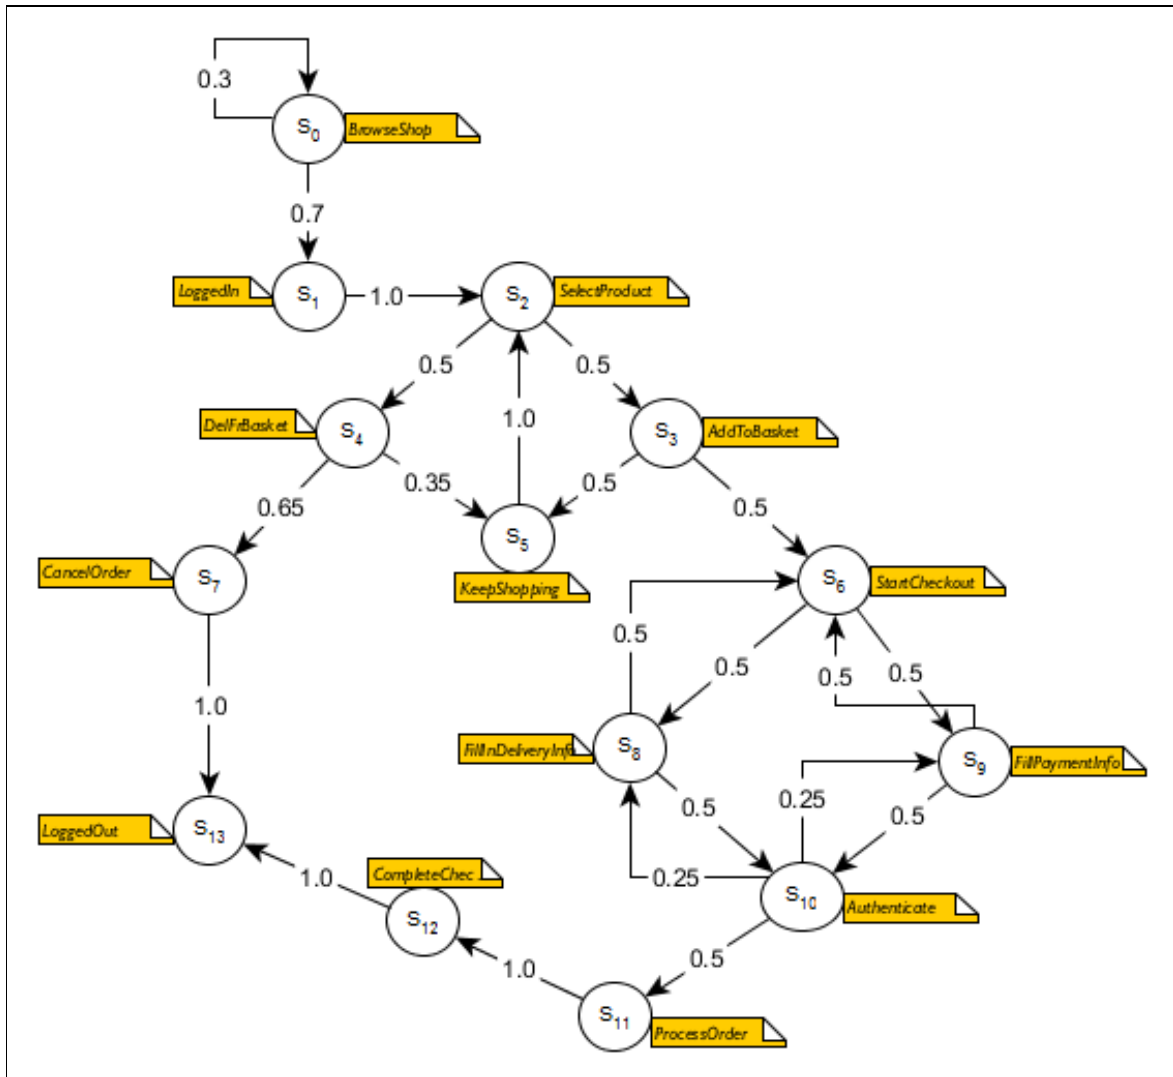 0.3
S0
BrowseShop
0.7
LoggedIn
S1
1.0
S2
SelectProduct
0.5
0.5
DelFrBasket
S4
1.0
S3
AddToBasket
0.35
0.5
0.65
0.5
S5
CancelOrder
S7
KeepShopping
S6
StartCheckout
0.5
0.5
0.5
0.5
1.0
FillInDeliveryInfo
S8
S9
FillPaymentInfo
0.5
0.25
0.5
LoggedOut
S13
CompleteChec
1.0
0.25
S10
Authenticate
S12
0.5
1.0
S11
ProcessOrder